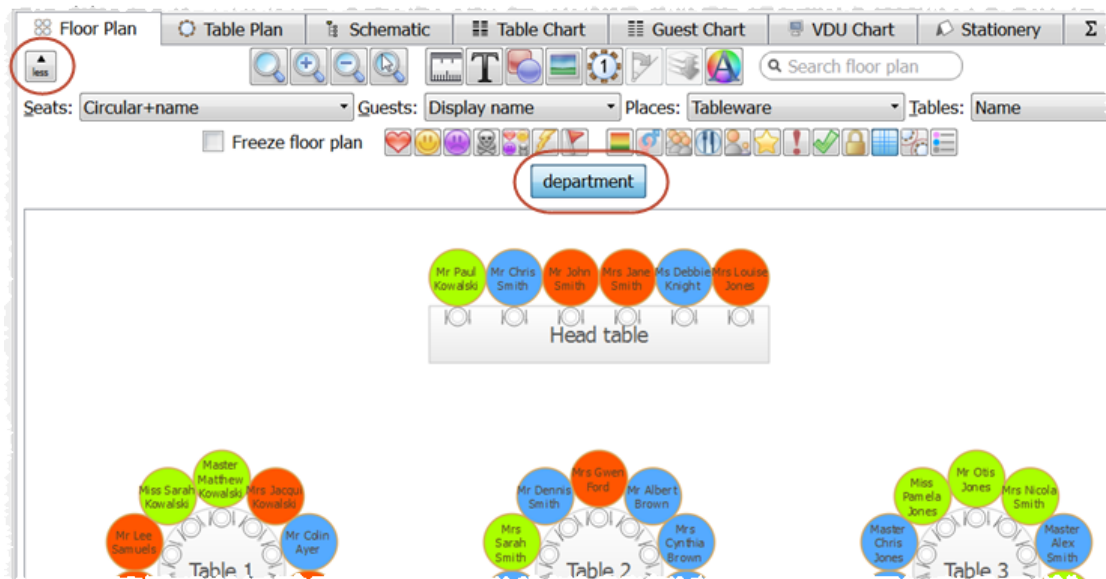 Floor Plan Table Plan Schematic Table Chart Guest Chart VDU Chart Stationery Σ
less T 1 A Search floor plan
Seats: Circular+name Guests: Display name Places: Tableware Tables: Name
Freeze floor plan
department
Mr Paul Kowalski
Mr Chris Smith
Mr John Smith
Mrs Jane Smith
Ms Debbie Knight
Mrs Louise Jones
Head table
Mr Lee Samuels
Miss Sarah Kowalski
Master Matthew Kowalski
Mrs Jacqui Kowalski
Mr Colin Ayer
Table 1
Mrs Sarah Smith
Mr Dennis Smith
Mrs Gwen Ford
Mr Albert Brown
Mrs Cynthia Brown
Table 2
Master Chris Jones
Miss Pamela Jones
Mr Otis Jones
Mrs Nicola Smith
Master Alex Smith
Table 3